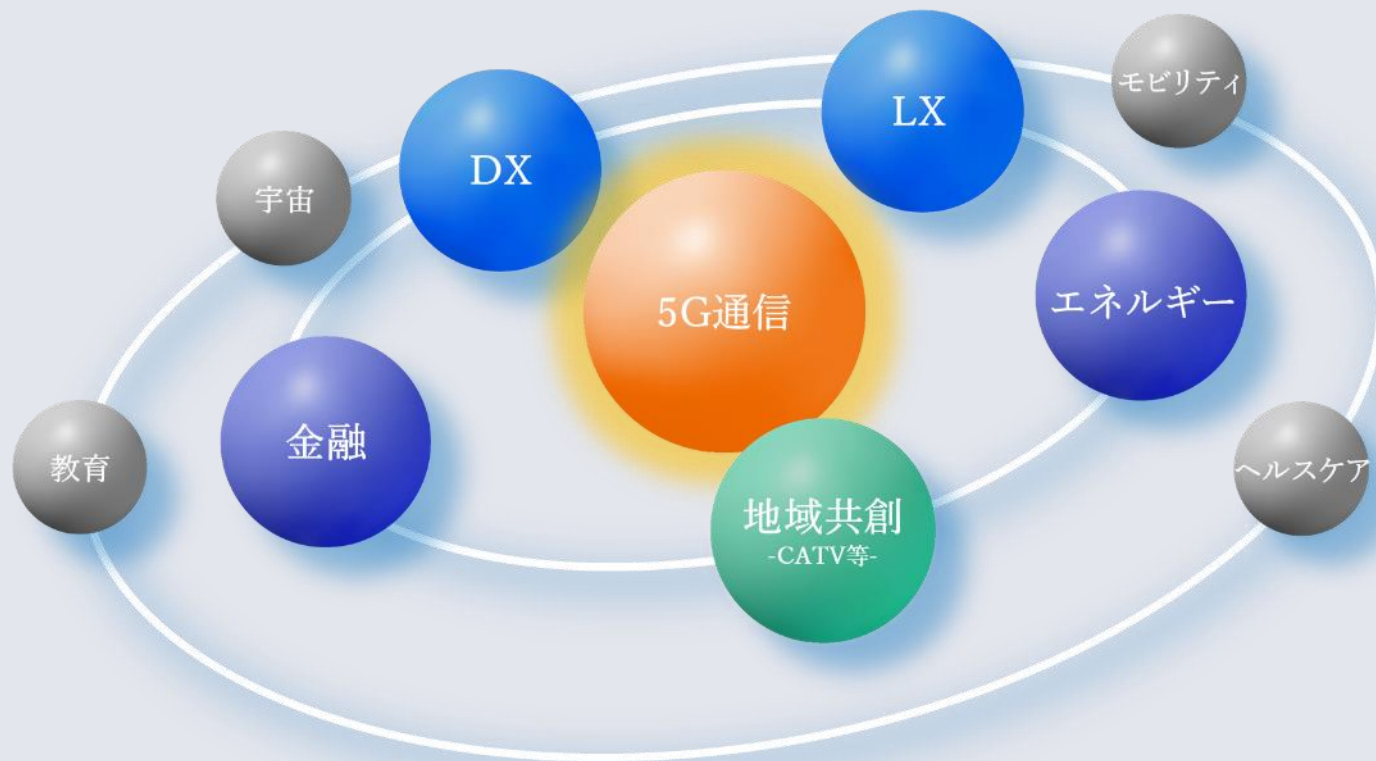 モビリティ
LX
DX
宇宙
エネルギー
5G通信
金融
教育
ヘルスケア
地域共創
-CATV等-